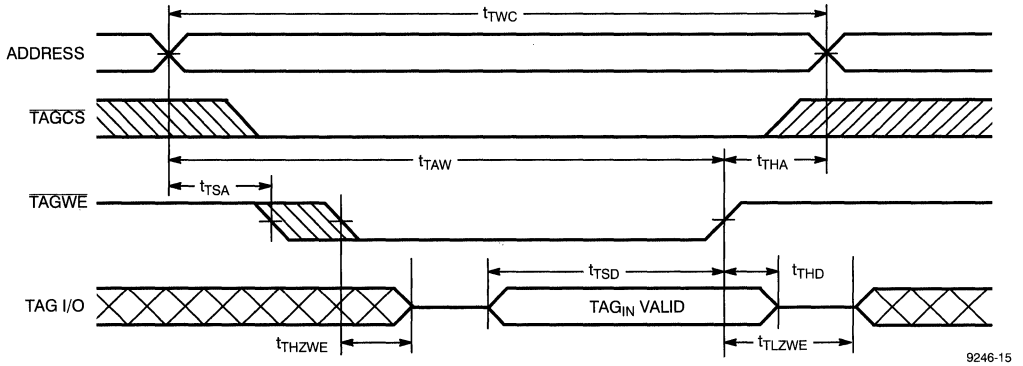 tTWC
ADDRESS
TAGCS
tTAW
tTHA
tTSA
TAGWE
tTSD
tTHD
TAG I/O
TAGIN VALID
tTHZWE
tTLZWE
9246-15